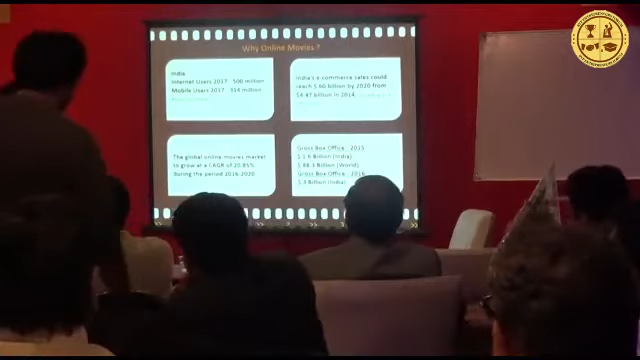 Why Online Movies ?
India
Internet Users 2017 500 million
Mobile Users 2017 314 million
India's e commerce sales could
reach $ 60 billion by 2020 from
$4.47 billion in 2014
The global online movies market
to grow at a CAGR of 20.85%
during the period 2016-2020
Gross Box Office 2015
$ 1.6 Billion (India)
$ 38.3 Billion (World)
Gross Box Office 2016
$ 3 Billion (India)